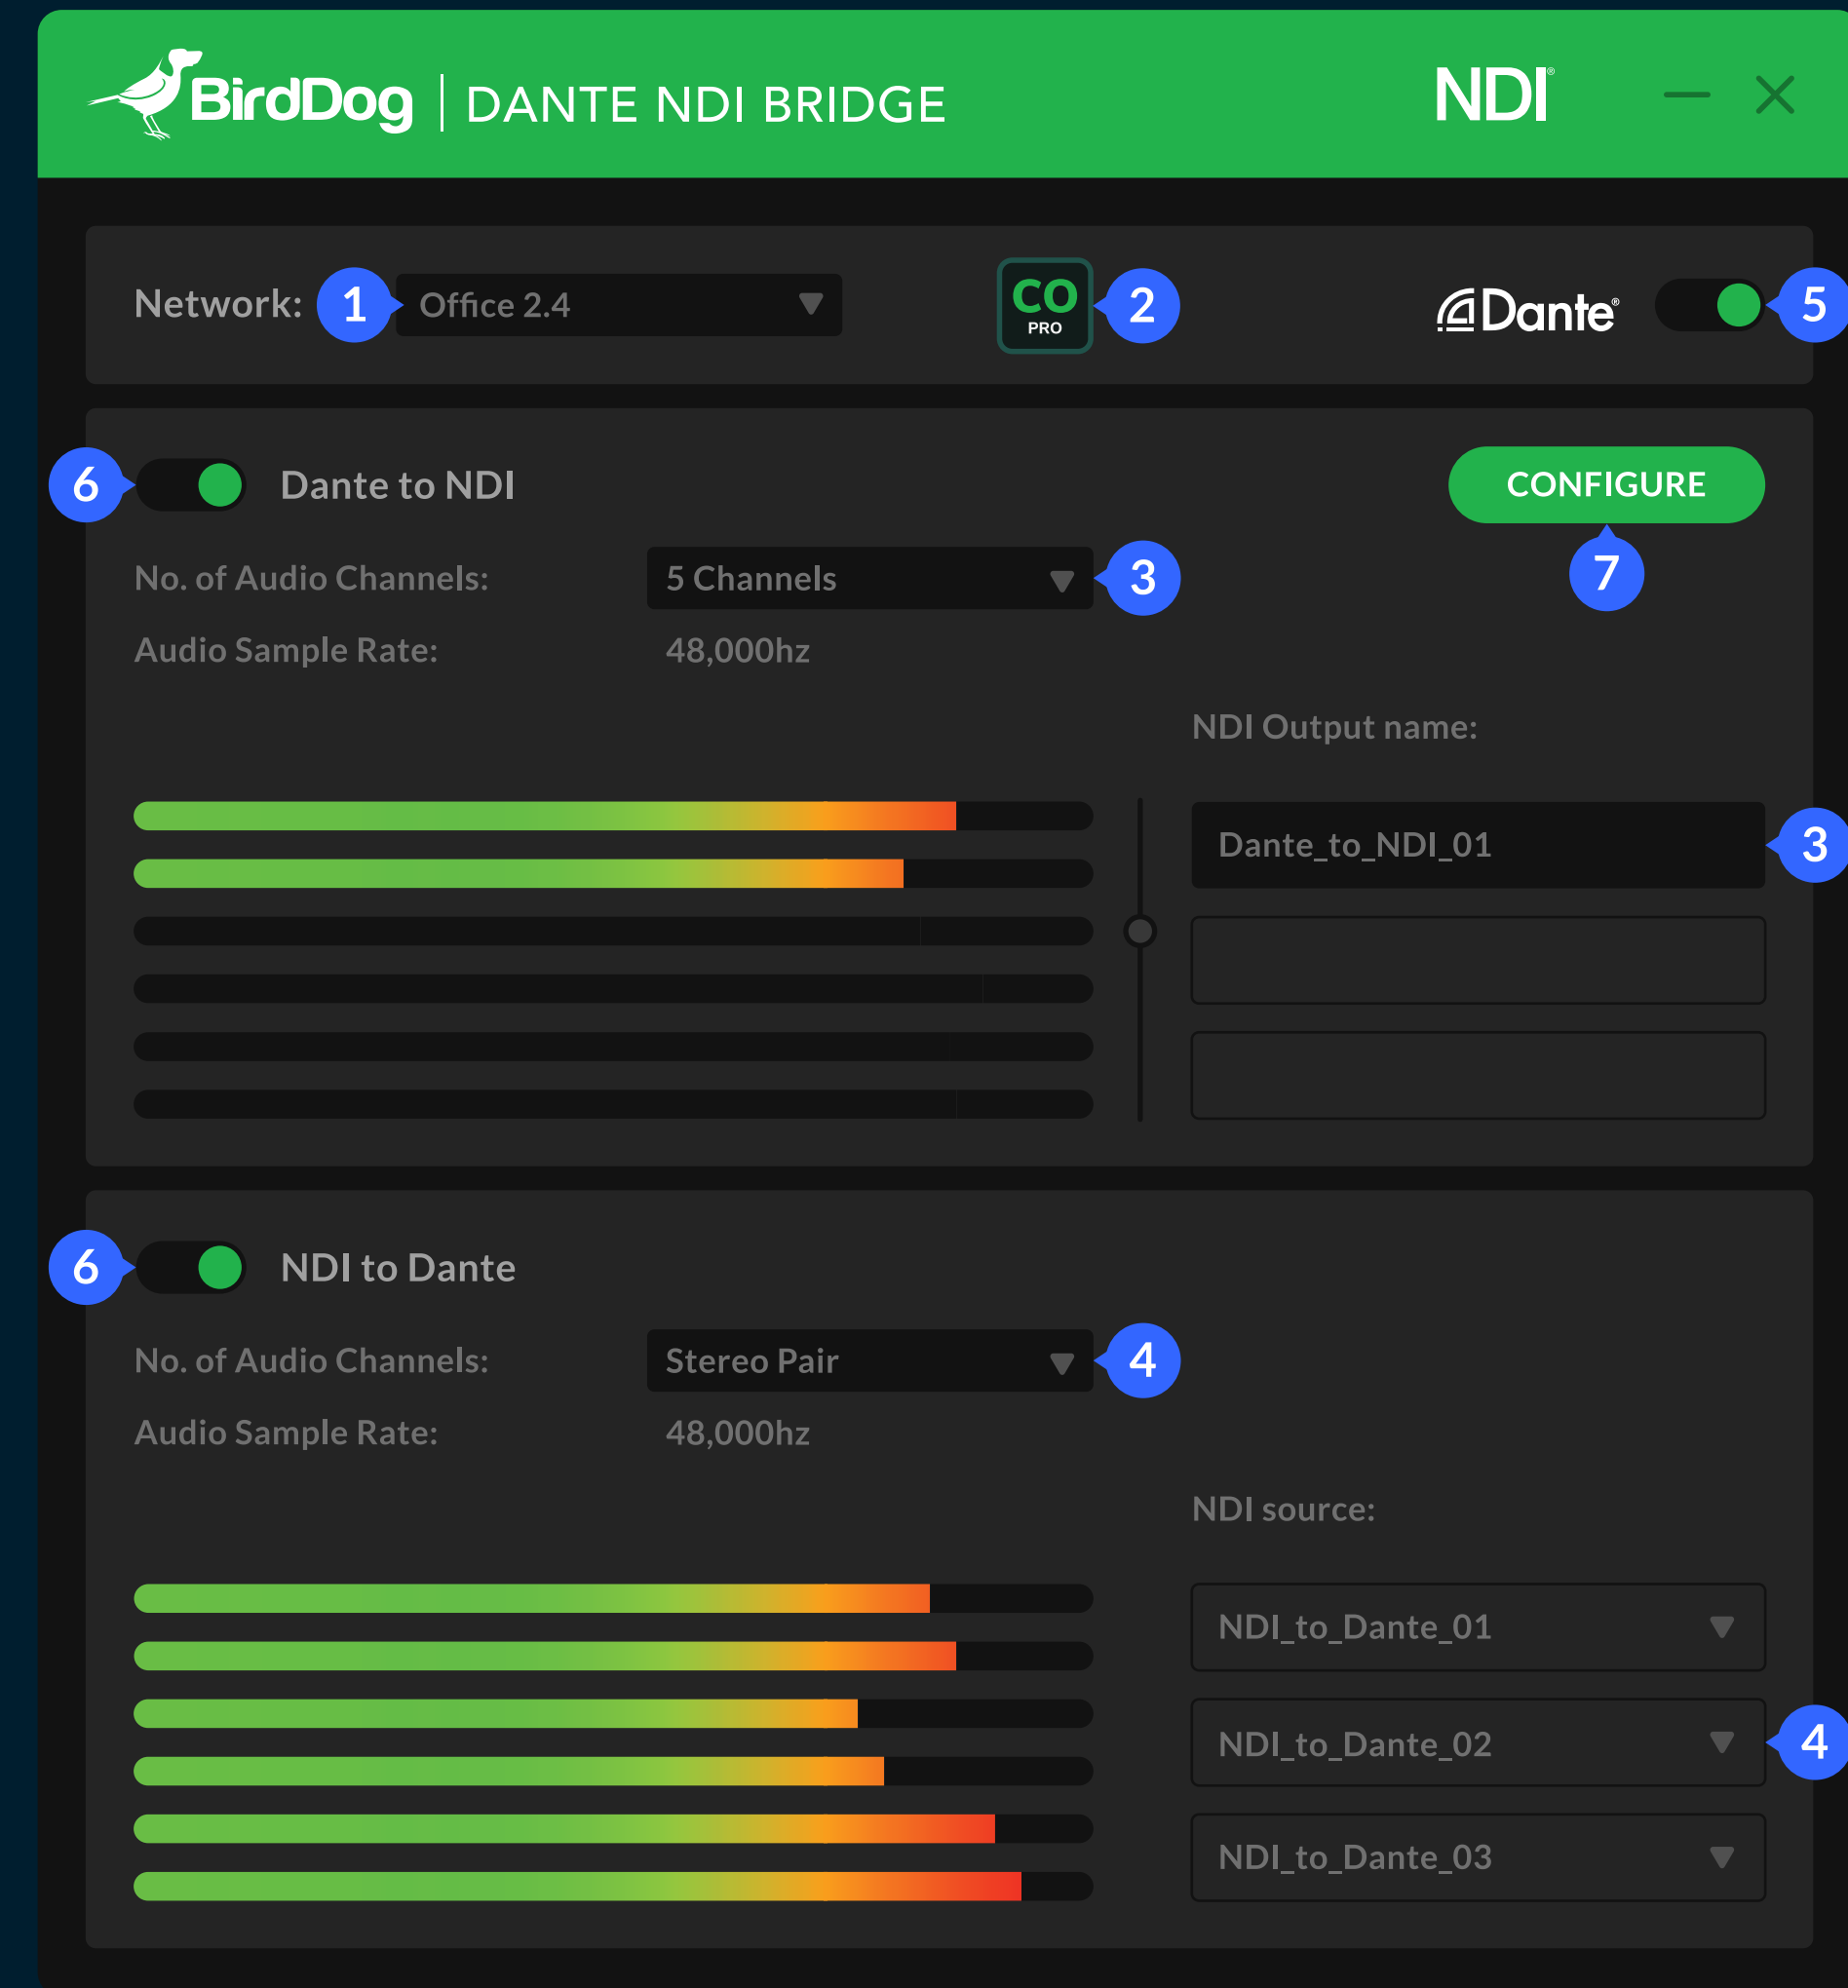 BirdDog | DANTE NDI BRIDGE NDI®
Network: 1 Office 2.4 CO PRO 2 Dante® 5
6 Dante to NDI CONFIGURE
7
No. of Audio Channels: 5 Channels 3
Audio Sample Rate: 48,000hz
NDI Output name:
Dante_to_NDI_01 3
6 NDI to Dante
No. of Audio Channels: Stereo Pair 4
Audio Sample Rate: 48,000hz
NDI source:
NDI_to_Dante_01
NDI_to_Dante_02 4
NDI_to_Dante_03